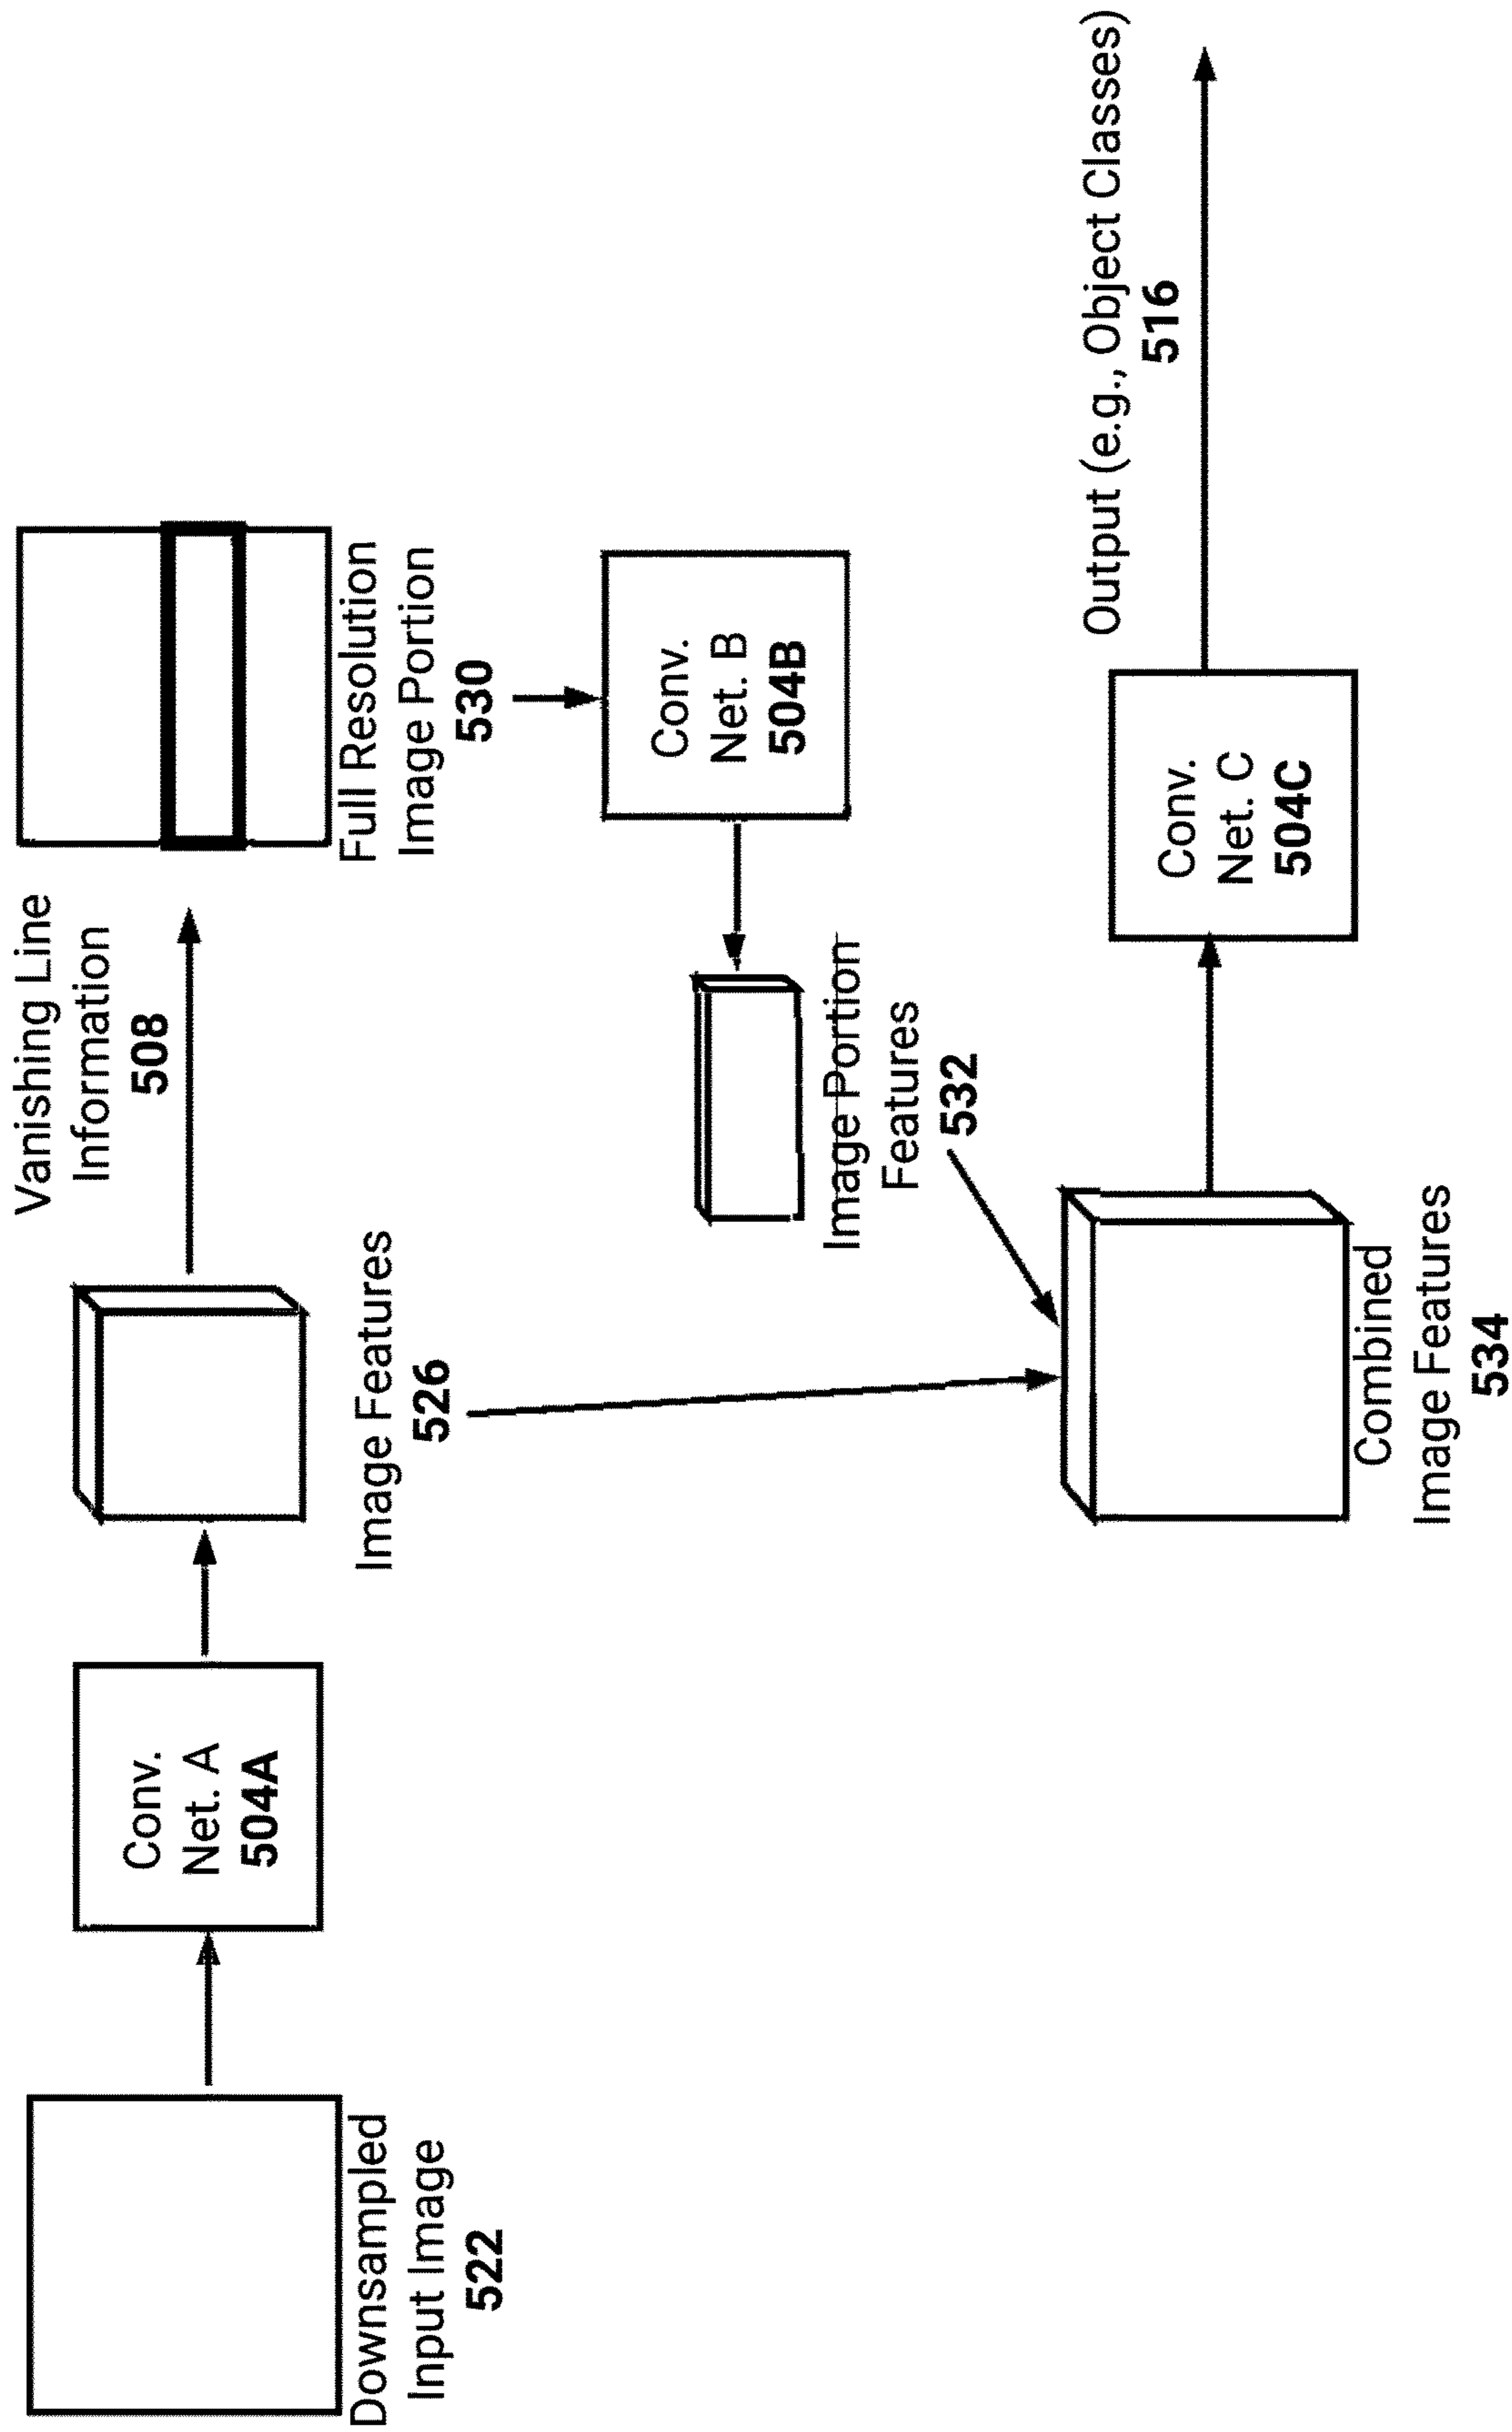 Downsampled
Input Image
522
Conv.
Net. A
504A
Image Features
526
Vanishing Line
Information
508
Full Resolution
Image Portion
530
Conv.
Net. B
504B
Image Portion
Features
532
Combined
Image Features
534
Conv.
Net. C
504C
Output (e.g., Object Classes)
516